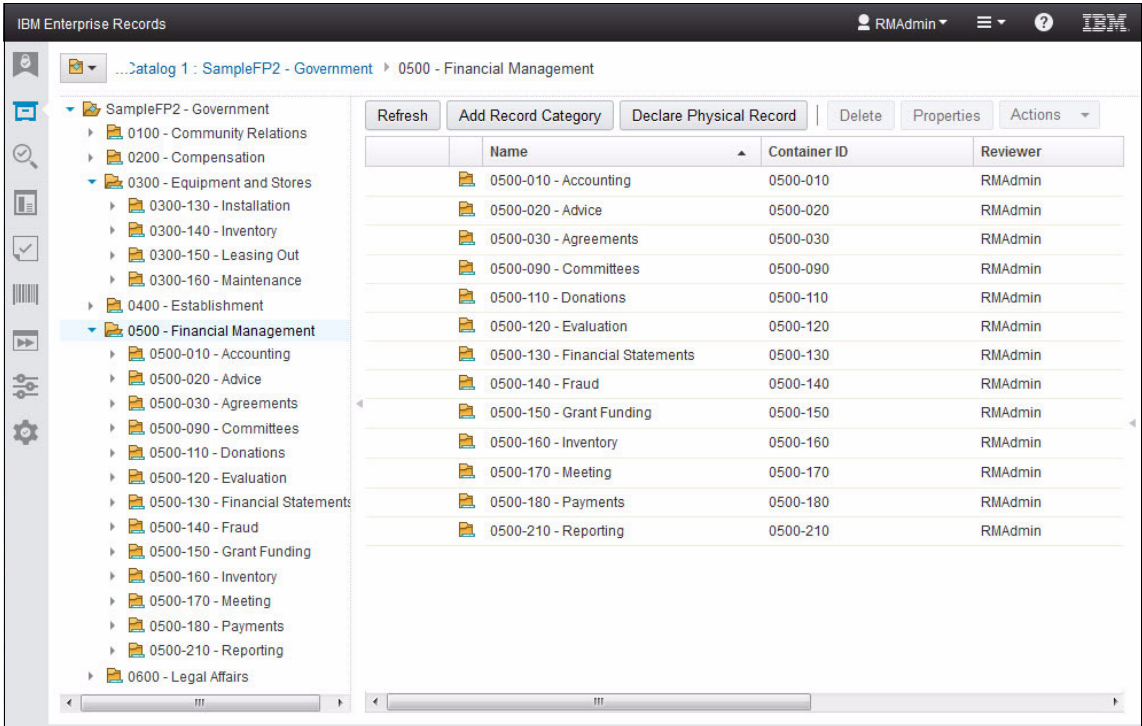 IBM Enterprise Records
RMAdmin
IBM
...Catalog 1 : SampleFP2 - Government 0500 - Financial Management
SampleFP2 - Government
0100 - Community Relations
0200 - Compensation
0300 - Equipment and Stores
0300-130 - Installation
0300-140 - Inventory
0300-150 - Leasing Out
0300-160 - Maintenance
0400 - Establishment
0500 - Financial Management
0500-010 - Accounting
0500-020 - Advice
0500-030 - Agreements
0500-090 - Committees
0500-110 - Donations
0500-120 - Evaluation
0500-130 - Financial Statements
0500-140 - Fraud
0500-150 - Grant Funding
0500-160 - Inventory
0500-170 - Meeting
0500-180 - Payments
0500-210 - Reporting
0600 - Legal Affairs
Refresh Add Record Category Declare Physical Record Delete Properties Actions
Name Container ID Reviewer
0500-010 - Accounting 0500-010 RMAdmin
0500-020 - Advice 0500-020 RMAdmin
0500-030 - Agreements 0500-030 RMAdmin
0500-090 - Committees 0500-090 RMAdmin
0500-110 - Donations 0500-110 RMAdmin
0500-120 - Evaluation 0500-120 RMAdmin
0500-130 - Financial Statements 0500-130 RMAdmin
0500-140 - Fraud 0500-140 RMAdmin
0500-150 - Grant Funding 0500-150 RMAdmin
0500-160 - Inventory 0500-160 RMAdmin
0500-170 - Meeting 0500-170 RMAdmin
0500-180 - Payments 0500-180 RMAdmin
0500-210 - Reporting 0500-210 RMAdmin